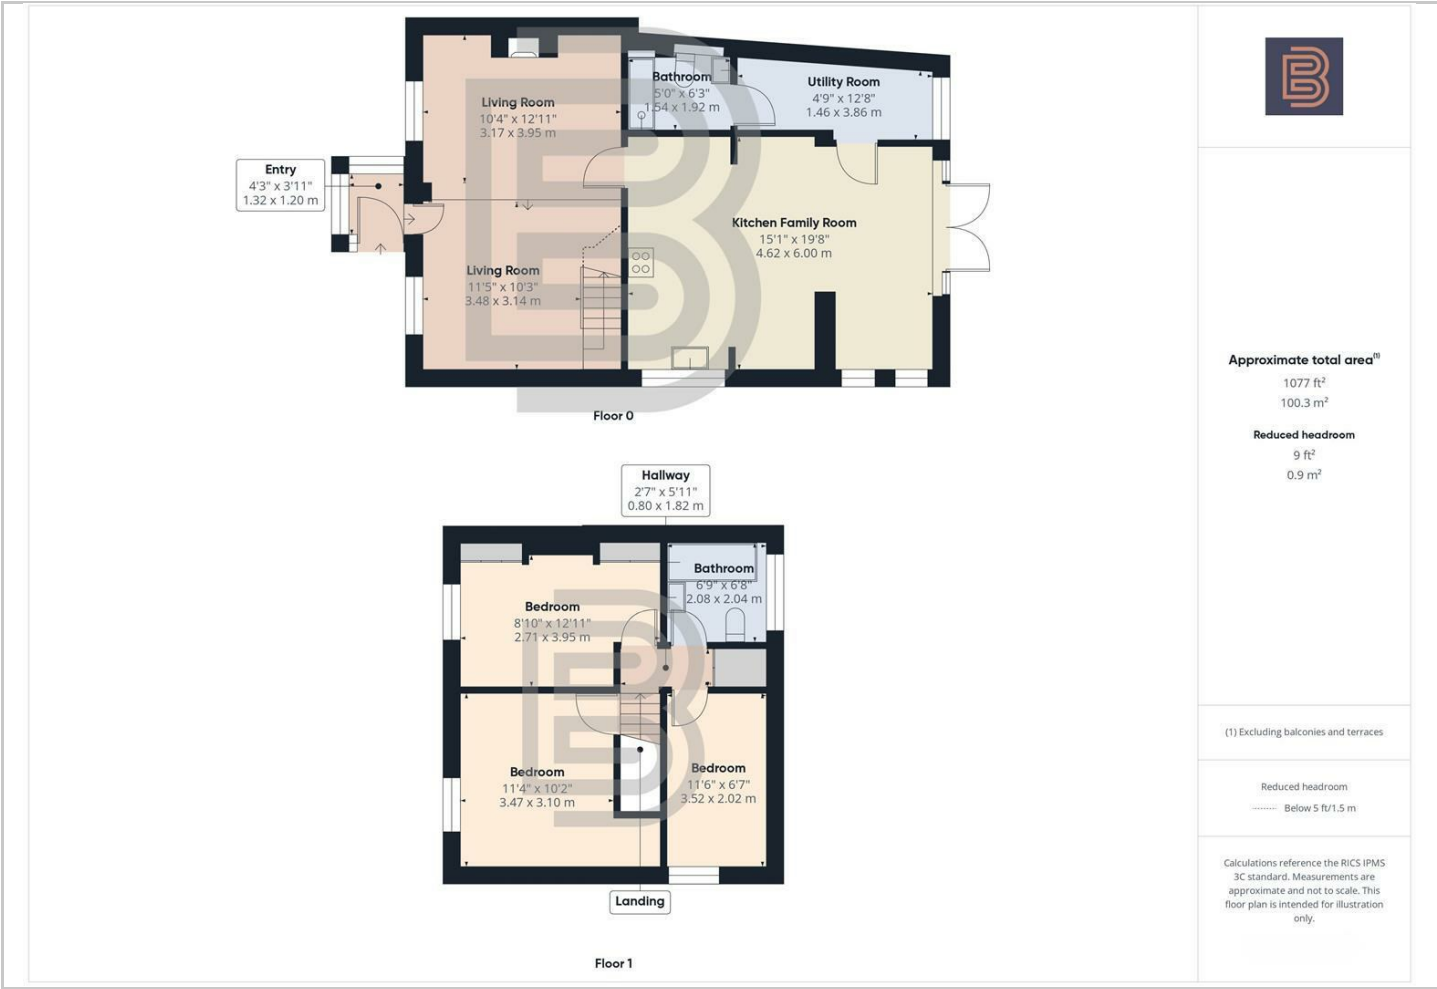 Living Room
10'4" x 12'11"
3.17 x 3.95 m
Bathroom
5'0" x 6'3"
1.54 x 1.92 m
Utility Room
4'9" x 12'8"
1.46 x 3.86 m
Entry
4'3" x 3'11"
1.32 x 1.20 m
Kitchen Family Room
15'1" x 19'8"
4.62 x 6.00 m
Living Room
11'5" x 10'3"
3.48 x 3.14 m
Floor 0
Hallway
2'7" x 5'11"
0.80 x 1.82 m
Bathroom
6'9" x 6'8"
2.08 x 2.04 m
Bedroom
8'10" x 12'11"
2.71 x 3.95 m
Bedroom
11'4" x 10'2"
3.47 x 3.10 m
Bedroom
11'6" x 6'7"
3.52 x 2.02 m
Landing
Floor 1
B
Approximate total area(1)
1077 ft²
100.3 m²
Reduced headroom
9 ft²
0.9 m²
(1) Excluding balconies and terraces
Reduced headroom
Below 5 ft/1.5 m
Calculations reference the RICS IPMS
3C standard. Measurements are
approximate and not to scale. This
floor plan is intended for illustration
only.